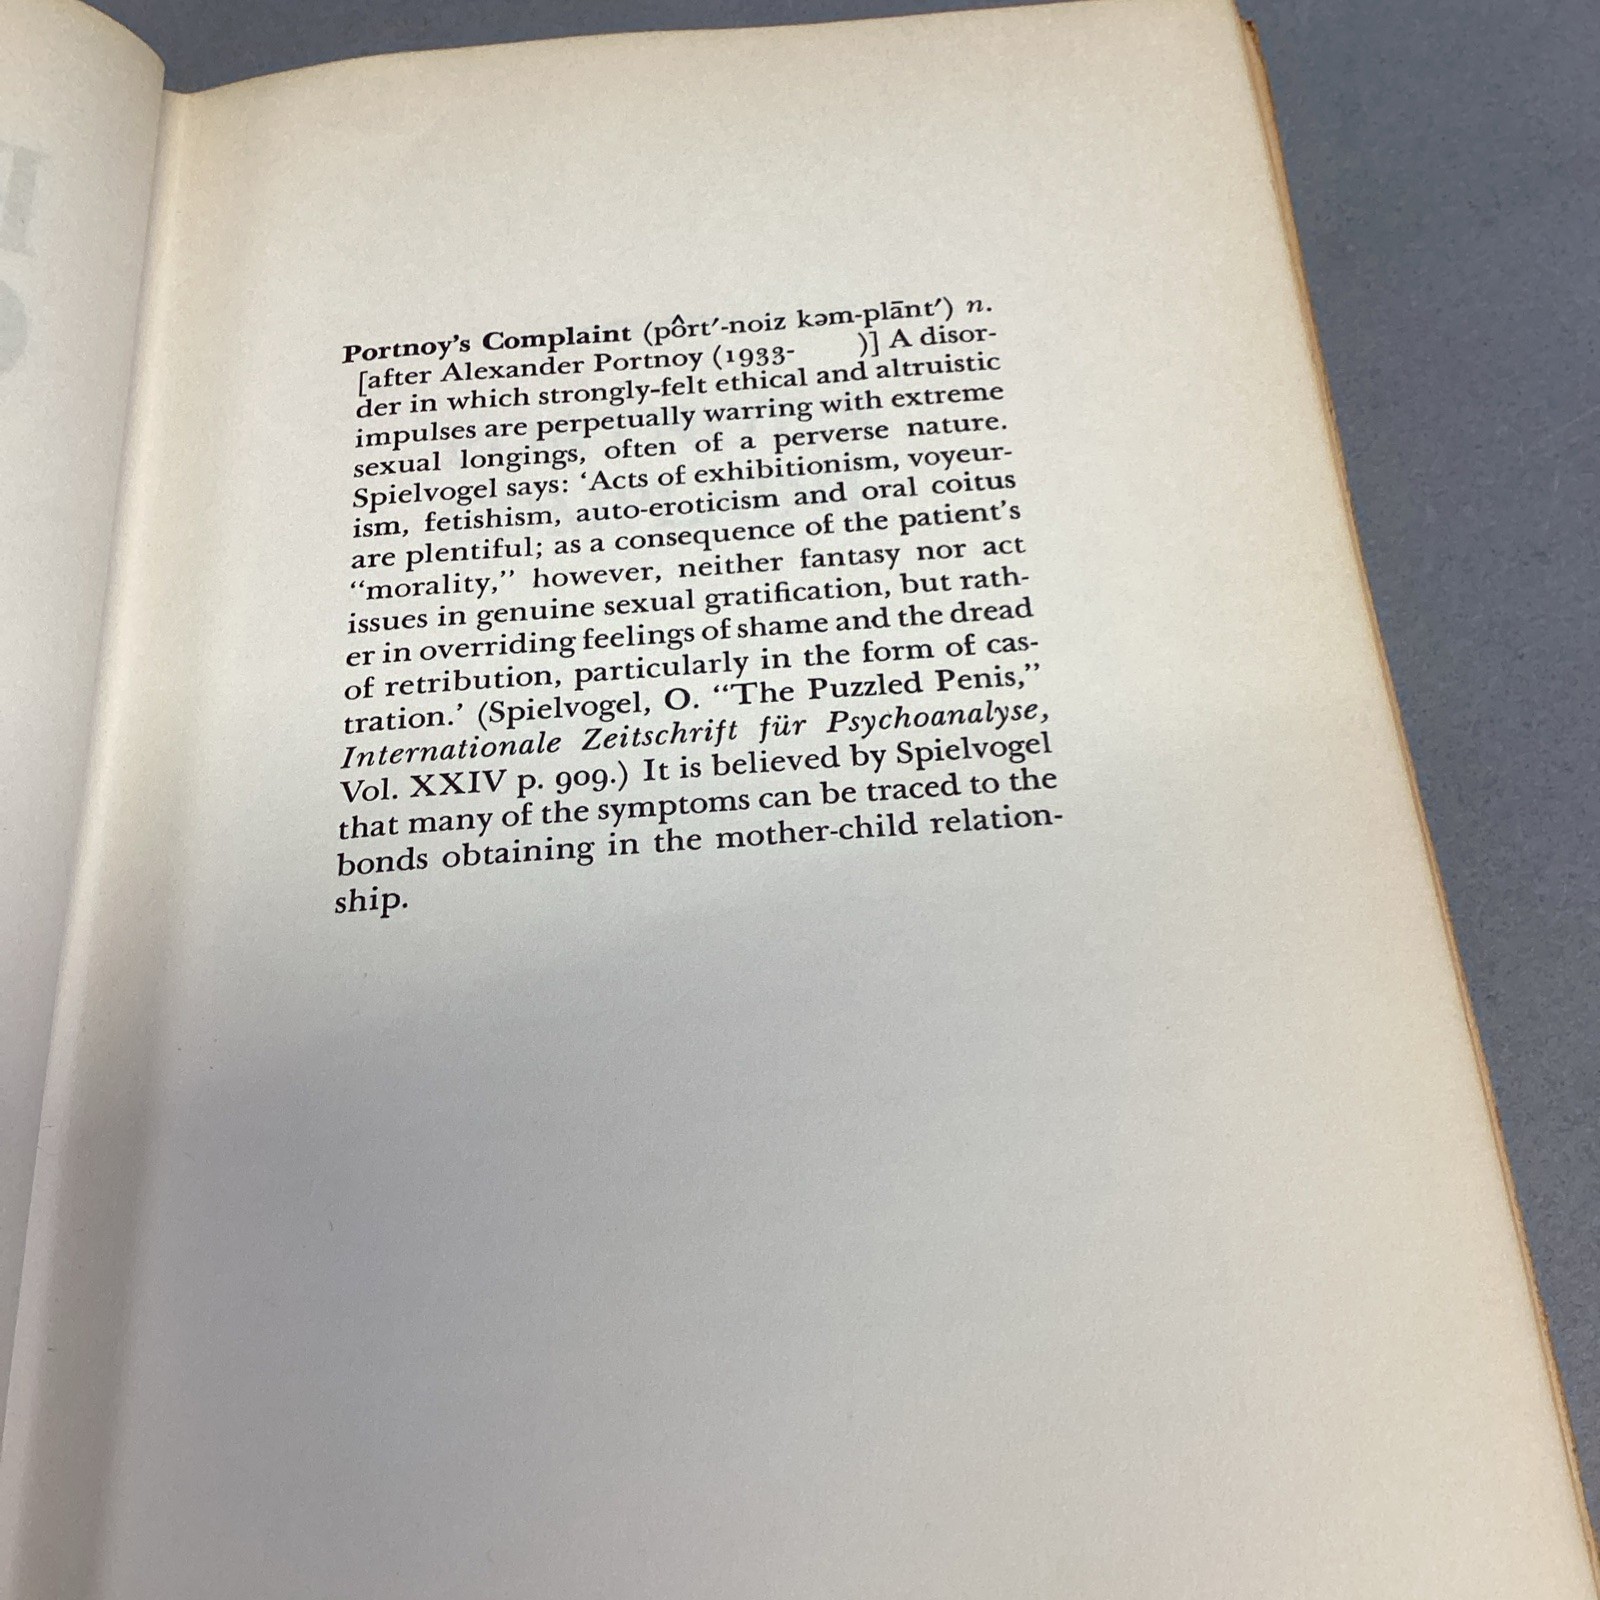 Portnoy's Complaint (pôrt′-noiz kəm-plānt′) n.
[after Alexander Portnoy (1933- )] A disor-
der in which strongly-felt ethical and altruistic
impulses are perpetually warring with extreme
sexual longings, often of a perverse nature.
Spielvogel says: 'Acts of exhibitionism, voyeur-
ism, fetishism, auto-eroticism and oral coitus
are plentiful; as a consequence of the patient's
“morality,” however, neither fantasy nor act
issues in genuine sexual gratification, but rath-
er in overriding feelings of shame and the dread
of retribution, particularly in the form of cas-
tration.' (Spielvogel, O. “The Puzzled Penis,”
Internationale Zeitschrift für Psychoanalyse,
Vol. XXIV p. 909.) It is believed by Spielvogel
that many of the symptoms can be traced to the
bonds obtaining in the mother-child relation-
ship.